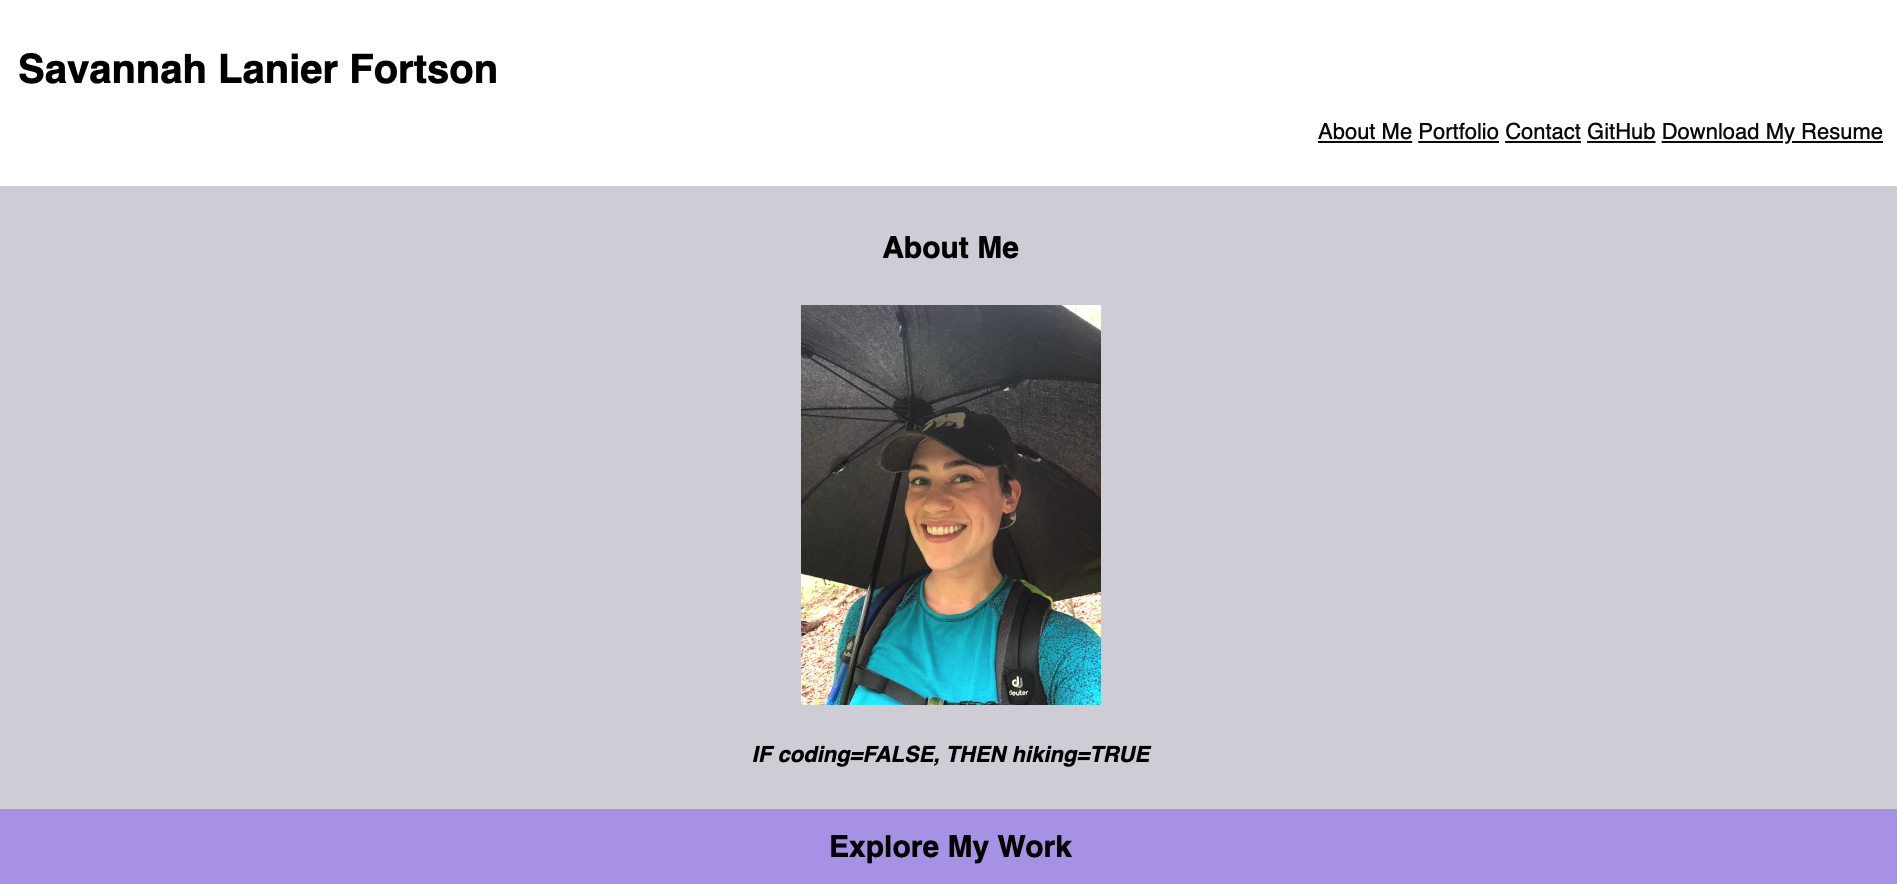 Savannah Lanier Fortson
About Me Portfolio Contact GitHub Download My Resume
About Me
deuter
IF coding=FALSE, THEN hiking=TRUE
Explore My Work